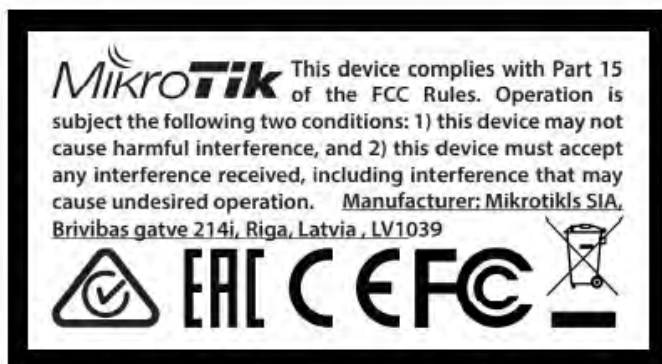 MikroTik This device complies with Part 15
of the FCC Rules. Operation is
subject the following two conditions: 1) this device may not
cause harmful interference, and 2) this device must accept
any interference received, including interference that may
cause undesired operation. Manufacturer: Mikrotikls SIA,
Brivibas gatve 214i, Riga, Latvia , LV1039
EAC CE FC